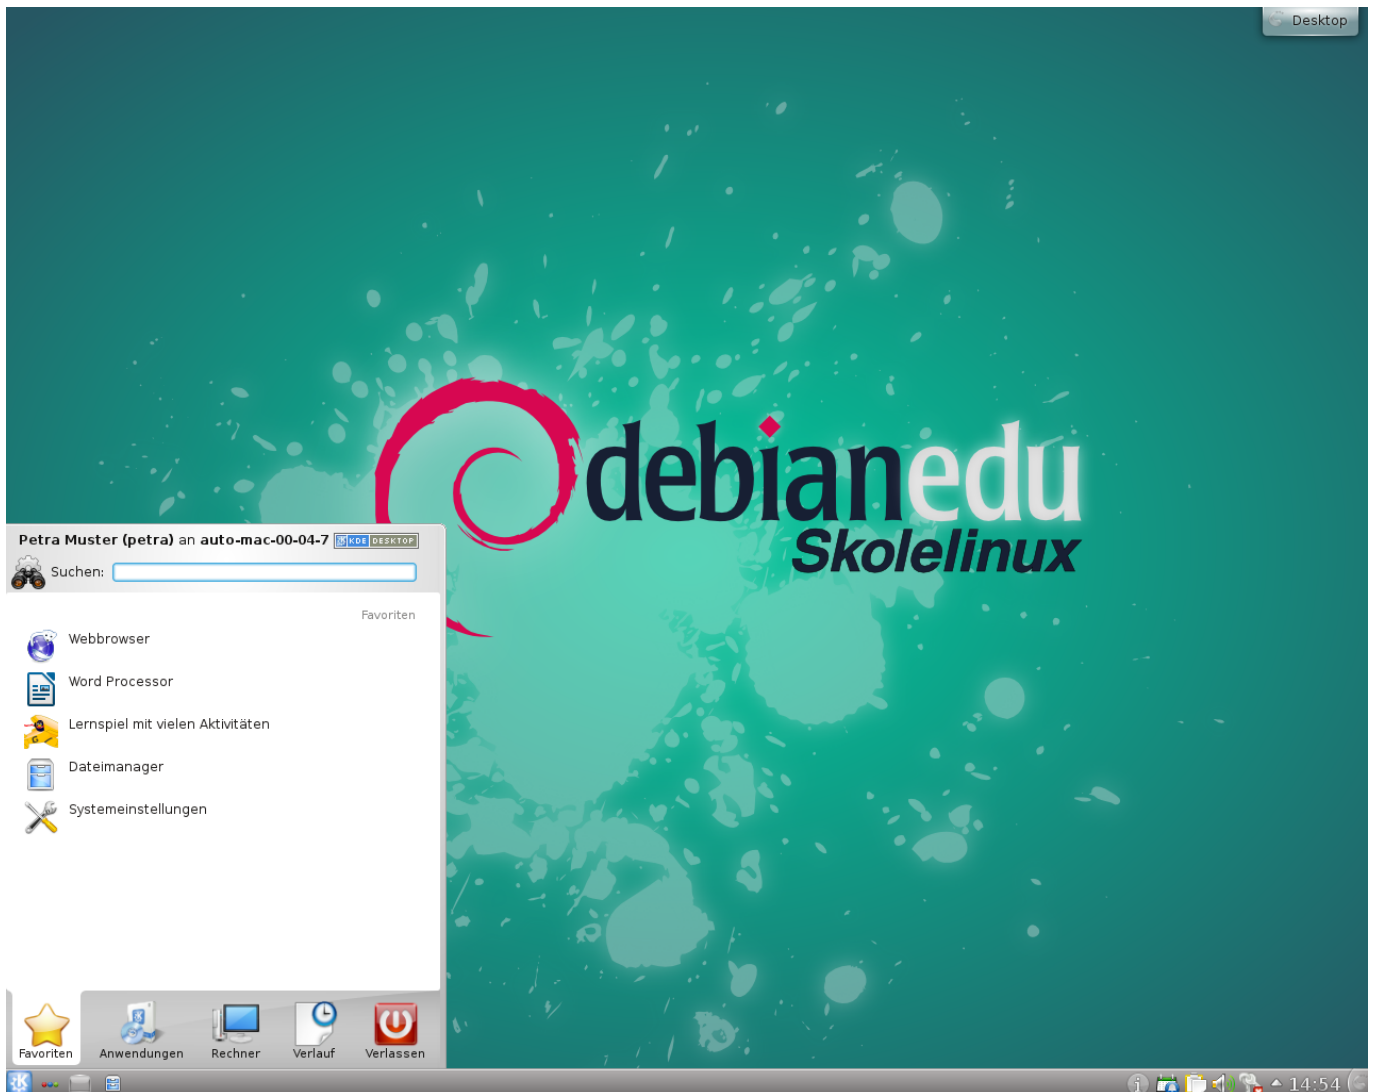 Desktop
debianedu
Skolelinux
Petra Muster (petra) an auto-mac-00-04-7 KDE DESKTOP
Suchen:
Favoriten
Webbrowser
Word Processor
Lernspiel mit vielen Aktivitäten
Dateimanager
Systemeinstellungen
Favoriten Anwendungen Rechner Verlauf Verlassen
14:54